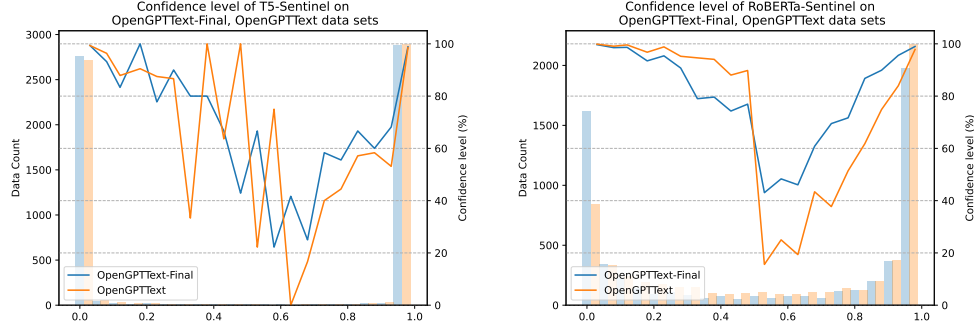 Confidence level of T5-Sentinel on
OpenGPTText-Final, OpenGPTText data sets
3000
2500
2000
1500
1000
500
0
Data Count
100
80
60
40
20
0
Confidence level (%)
OpenGPTText-Final
OpenGPTText
0.0 0.2 0.4 0.6 0.8 1.0
Confidence level of RoBERTa-Sentinel on
OpenGPTText-Final, OpenGPTText data sets
2000
1500
1000
500
0
Data Count
100
80
60
40
20
0
Confidence level (%)
OpenGPTText-Final
OpenGPTText
0.0 0.2 0.4 0.6 0.8 1.0